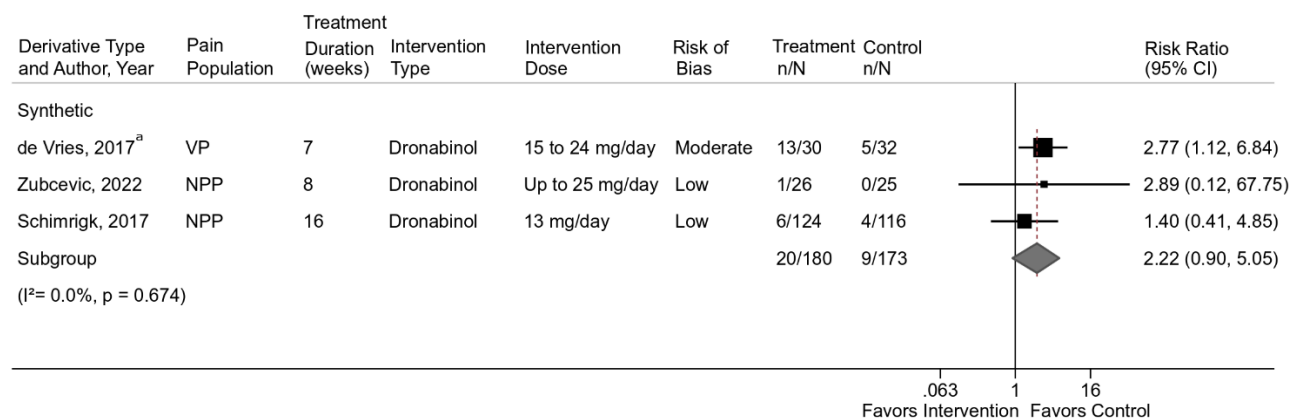 Derivative Type and Author, Year Pain Population Treatment Duration (weeks) Intervention Type Intervention Dose Risk of Bias Treatment n/N Control n/N Risk Ratio (95% CI)
Synthetic
de Vries, 2017a VP 7 Dronabinol 15 to 24 mg/day Moderate 13/30 5/32 2.77 (1.12, 6.84)
Zubcevic, 2022 NPP 8 Dronabinol Up to 25 mg/day Low 1/26 0/25 2.89 (0.12, 67.75)
Schimrigk, 2017 NPP 16 Dronabinol 13 mg/day Low 6/124 4/116 1.40 (0.41, 4.85)
Subgroup 20/180 9/173 2.22 (0.90, 5.05)
(I²= 0.0%, p = 0.674)
.063 1 16
Favors Intervention Favors Control